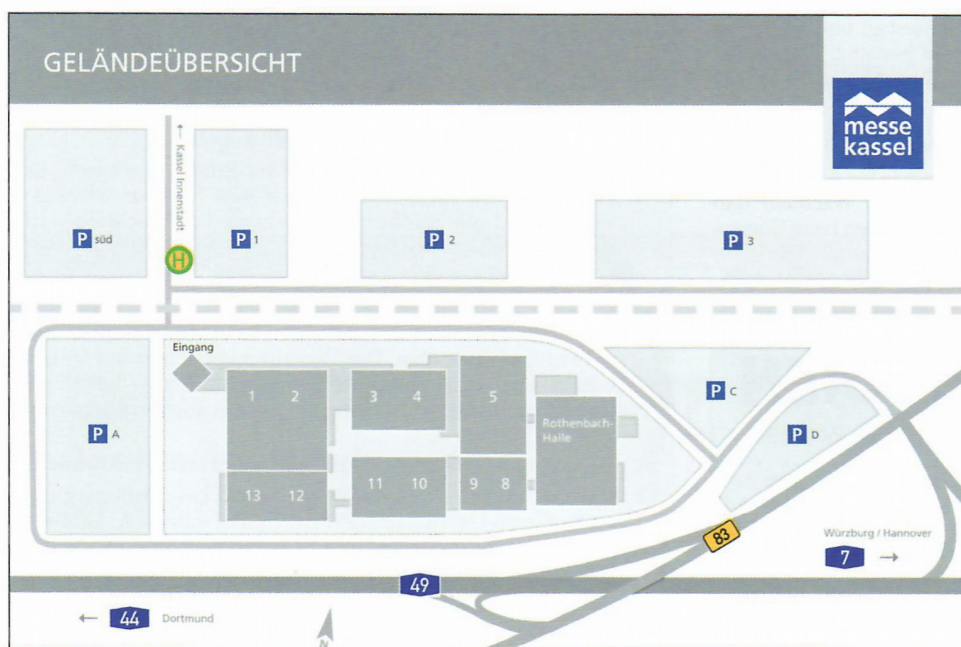 GELÄNDEÜBERSICHT
messe
kassel
← Kassel Innenstadt
P süd
H
P 1
P 2
P 3
Eingang
P A
1 2
3 4
5
Rothenbach-
Halle
P C
P D
13 12
11 10
9 8
83
Würzburg / Hannover
7 →
49
← 44 Dortmund
N